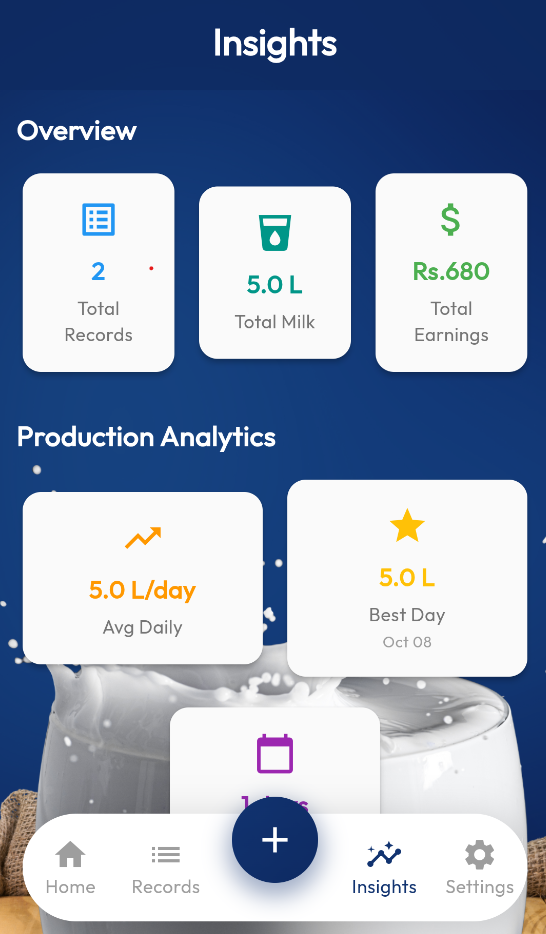 Insights
Overview
2
Total
Records
5.0 L
Total Milk
Rs.680
Total
Earnings
Production Analytics
5.0 L/day
Avg Daily
5.0 L
Best Day
Oct 08
Home
Records
Insights
Settings